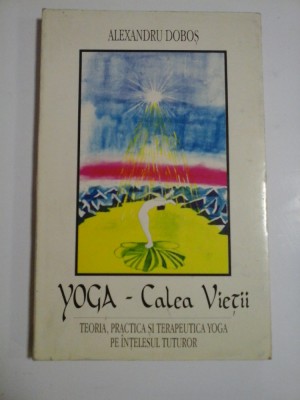 ALEXANDRU DOBOȘ
YOGA - Calea Vieții
TEORIA, PRACTICA ȘI TERAPEUTICA YOGA
PE ÎNȚELESUL TUTUROR